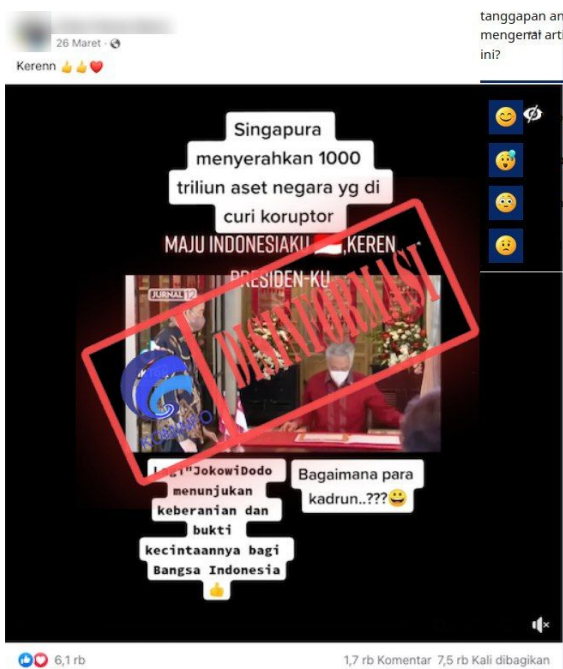 26 Maret
Kerenn 👍👍❤️
tanggapan an
ini?
Singapura
menyerahkan 1000
triliun aset negara yg di
curi koruptor
MAJU INDONESIAKU 🇮🇩,KEREN
PRESIDEN-KU
JURNAL 12
DISINFORMASI
KOMINFO
"JokowiDodo
menunjukan
keberanian dan
bukti
kecintaannya bagi
Bangsa Indonesia
👍
Bagaimana para
kadrun..???😀
6,1 rb
1,7 rb Komentar 7,5 rb Kali dibagikan